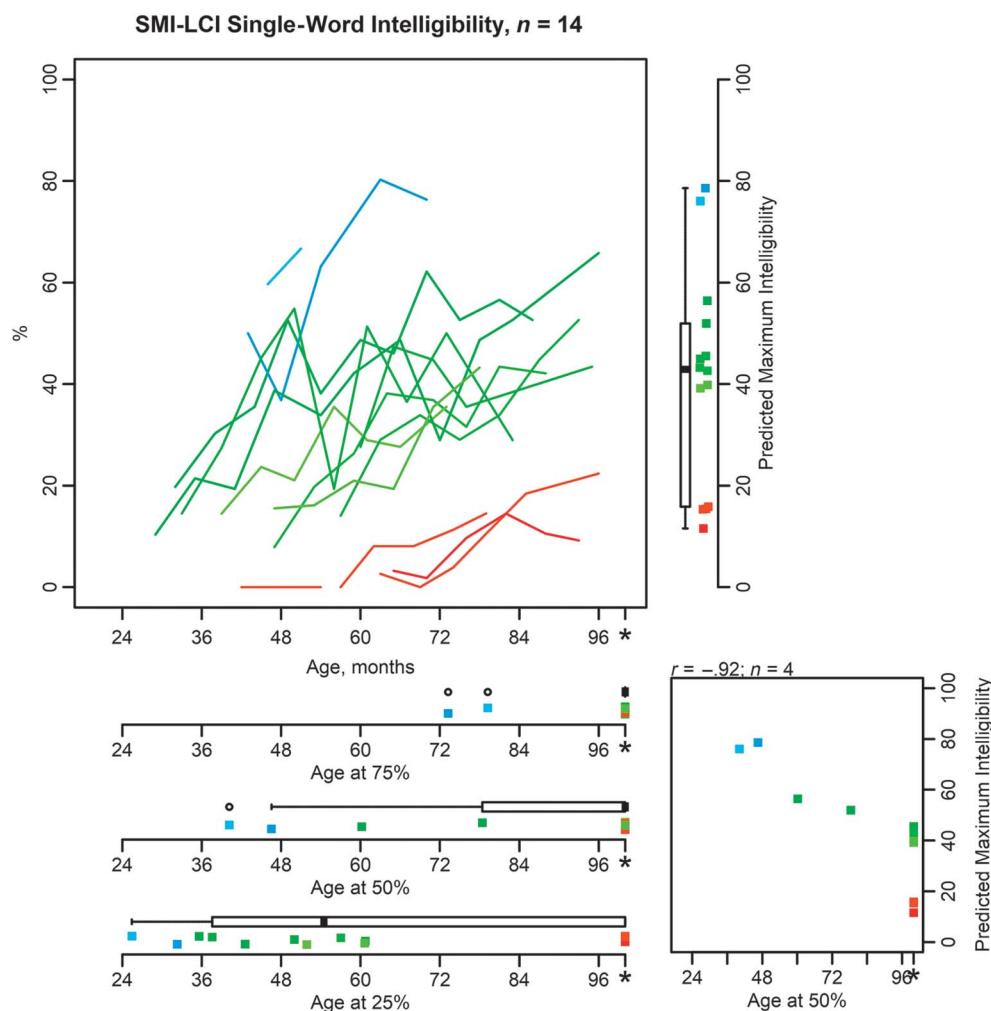 SMI-LCI Single-Word Intelligibility, n = 14
100
80
60
40
20
0
%
24 36 48 60 72 84 96 *
Age, months
100
80
60
40
20
0
Predicted Maximum Intelligibility
24 36 48 60 72 84 96 *
Age at 75%
24 36 48 60 72 84 96 *
Age at 50%
24 36 48 60 72 84 96 *
Age at 25%
r = –.92; n = 4
100
80
60
40
20
0
Predicted Maximum Intelligibility
24 48 72 96 *
Age at 50%